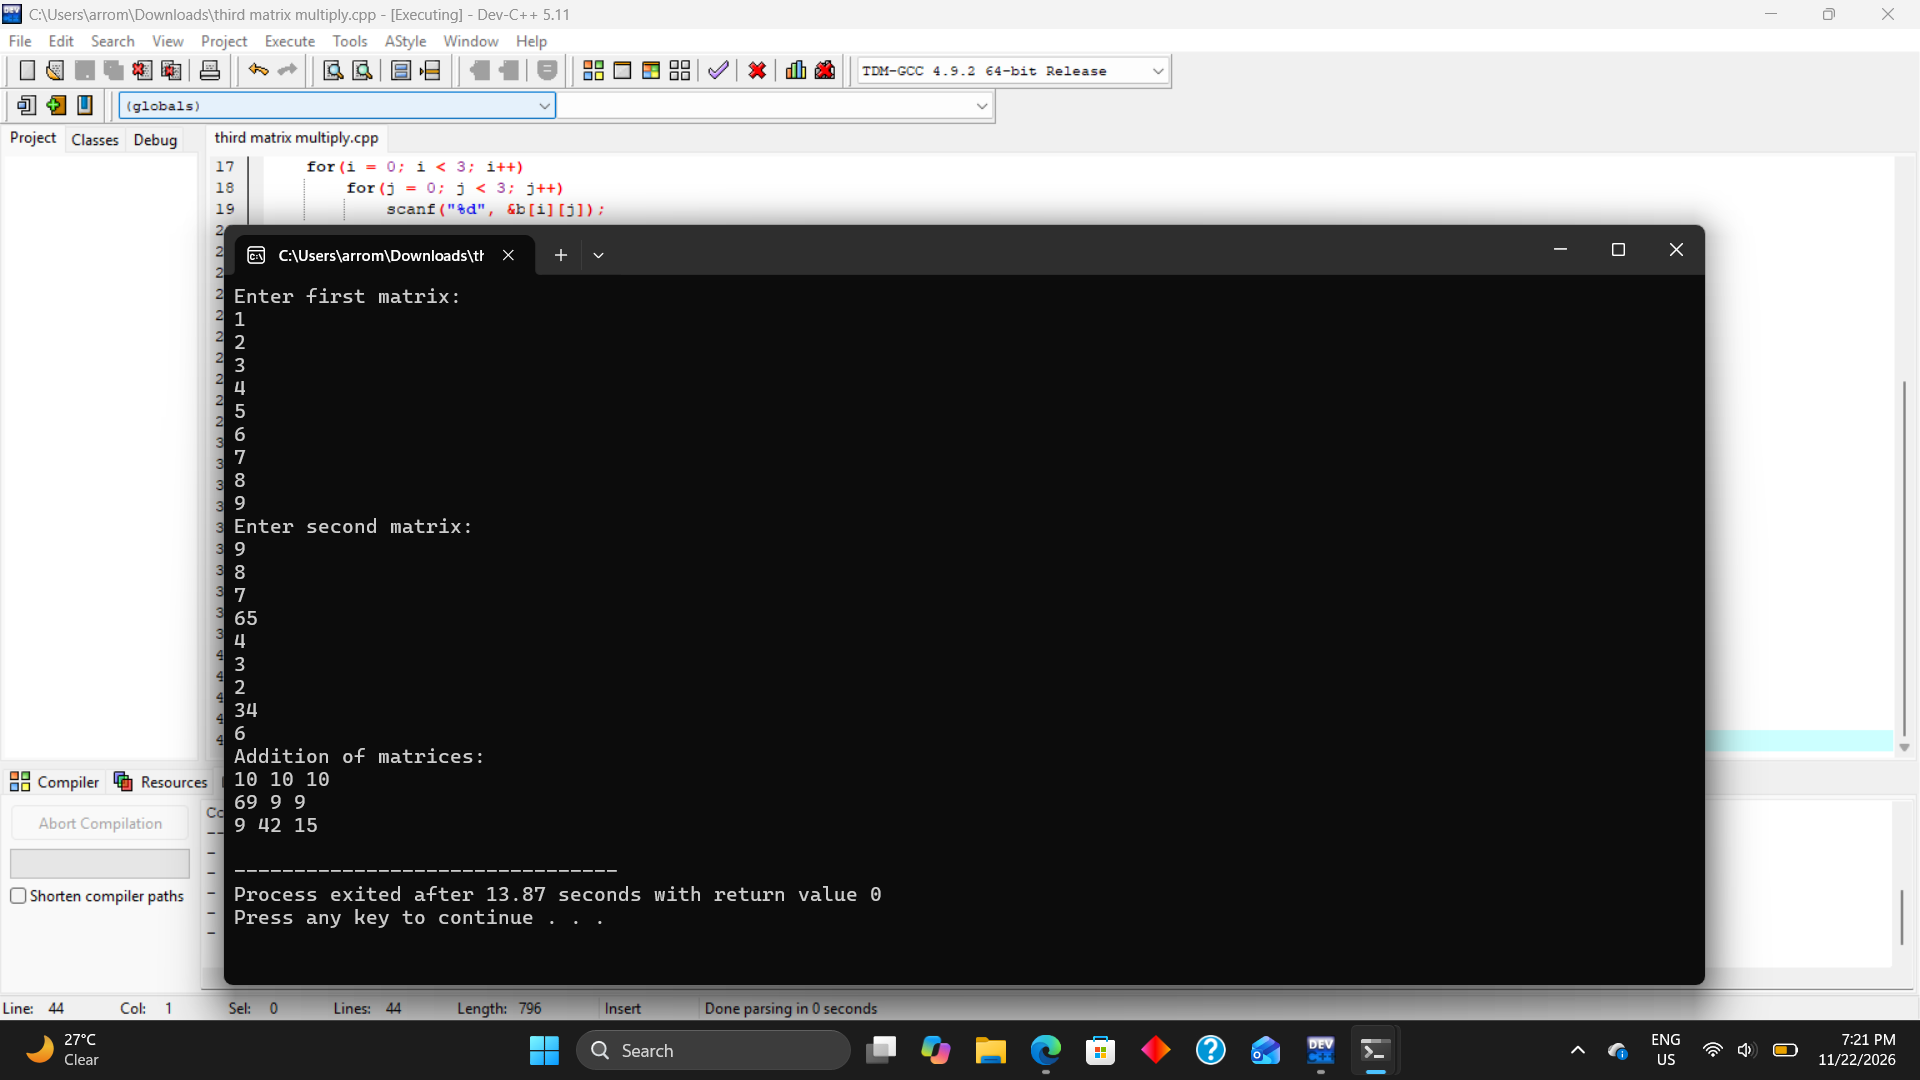 C:\Users\arrom\Downloads\third matrix multiply.cpp - [Executing] - Dev-C++ 5.11
File Edit Search View Project Execute Tools AStyle Window Help
TDM-GCC 4.9.2 64-bit Release
(globals)
Project Classes Debug
third matrix multiply.cpp
17 for(i = 0; i < 3; i++)
18 for(j = 0; j < 3; j++)
19 scanf("%d", &b[i][j]);
C:\Users\arrom\Downloads\th
Enter first matrix:
1
2
3
4
5
6
7
8
9
Enter second matrix:
9
8
7
65
4
3
2
34
6
Addition of matrices:
10 10 10
69 9 9
9 42 15
--------------------------------
Process exited after 13.87 seconds with return value 0
Press any key to continue . . .
Compiler Resources
Abort Compilation
Shorten compiler paths
Line: 44 Col: 1 Sel: 0 Lines: 44 Length: 796 Insert Done parsing in 0 seconds
27°C
Clear
Search
DEV
ENG
US
7:21 PM
11/22/2026